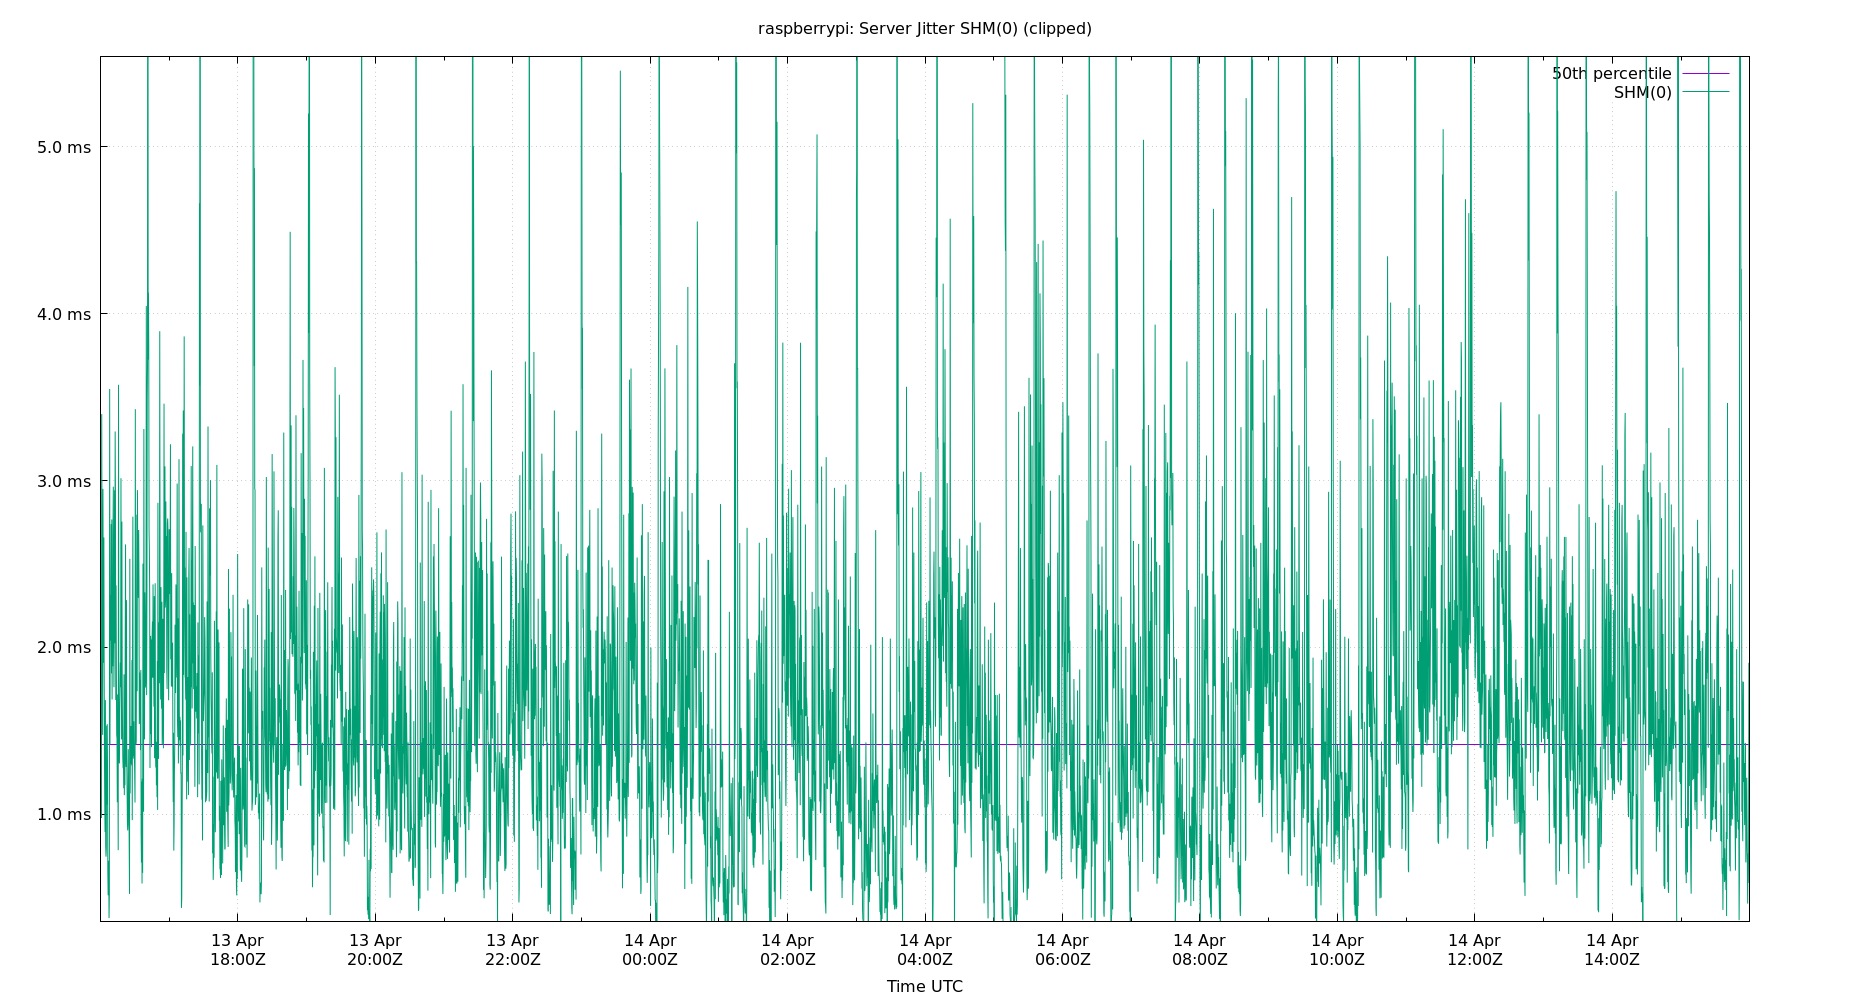 raspberrypi: Server Jitter SHM(0) (clipped)
50th percentile
SHM(0)
5.0 ms
4.0 ms
3.0 ms
2.0 ms
1.0 ms
13 Apr 13 Apr 13 Apr 14 Apr 14 Apr 14 Apr 14 Apr 14 Apr 14 Apr 14 Apr 14 Apr
18:00Z 20:00Z 22:00Z 00:00Z 02:00Z 04:00Z 06:00Z 08:00Z 10:00Z 12:00Z 14:00Z
Time UTC